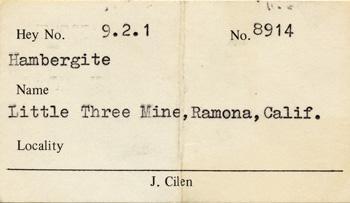 Hey No. 9.2.1 No. 8914
Hambergite
Name
Little Three Mine, Ramona, Calif.
Locality
J. Cilen